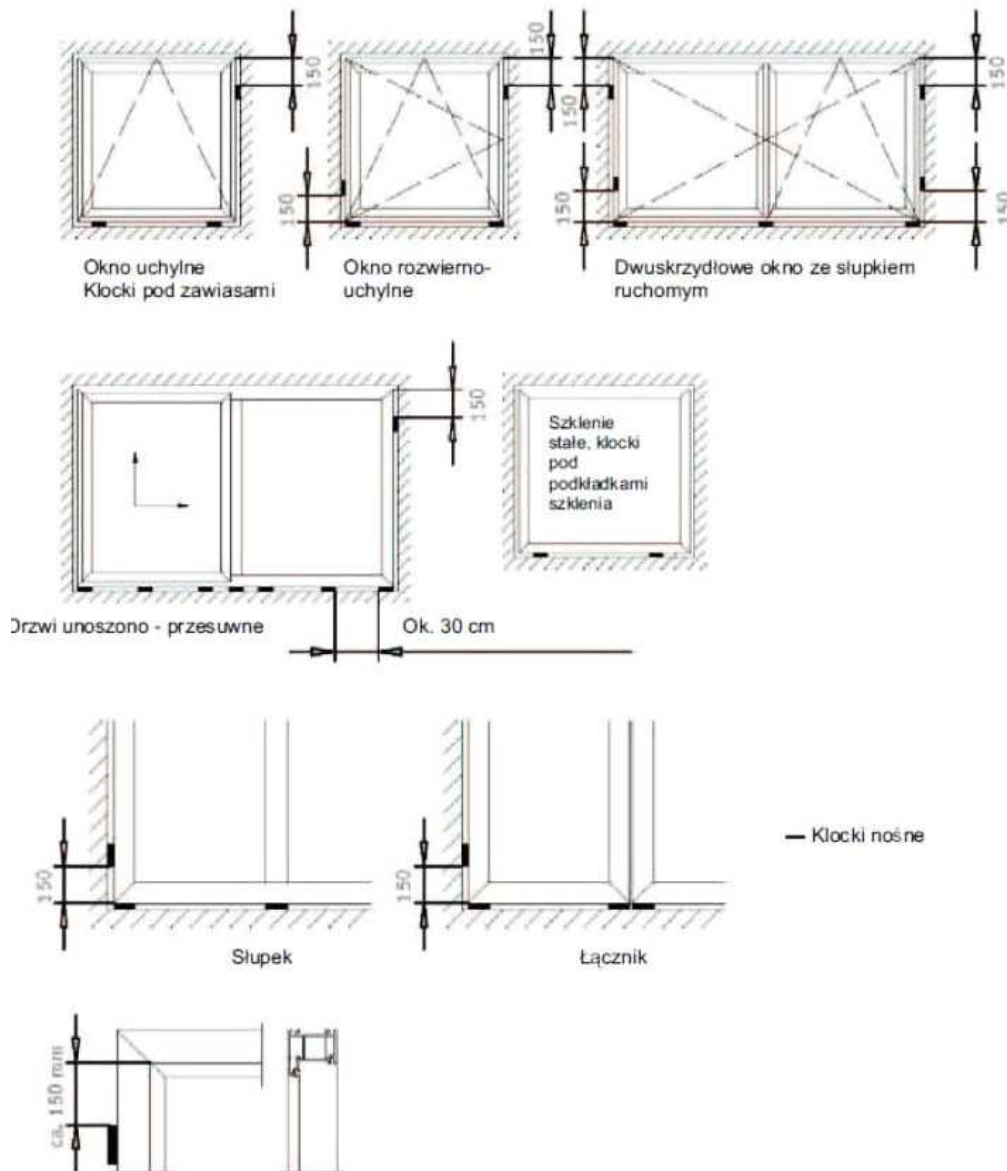 150
150
150
150
150
150
150
Okno uchylne
Klocki pod zawiasami
Okno rozwierno-
uchylne
Dwuskrzydłowe okno ze słupkiem
ruchomym
150
Szklenie
stałe, klocki
pod
podkładkami
szklenia
Drzwi unoszono - przesuwne
Ok. 30 cm
150
150
Klocki nośne
Słupek
Łącznik
ca. 150 mm